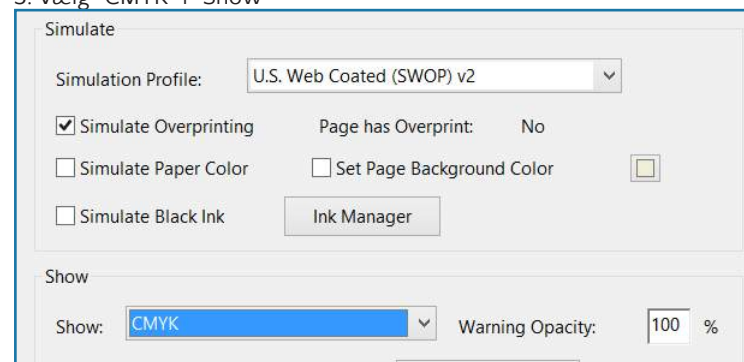 3. Vælg "CMYK" i "Show"
Simulate
Simulation Profile: U.S. Web Coated (SWOP) v2
Simulate Overprinting Page has Overprint: No
Simulate Paper Color Set Page Background Color
Simulate Black Ink Ink Manager
Show
Show: CMYK Warning Opacity: 100 %